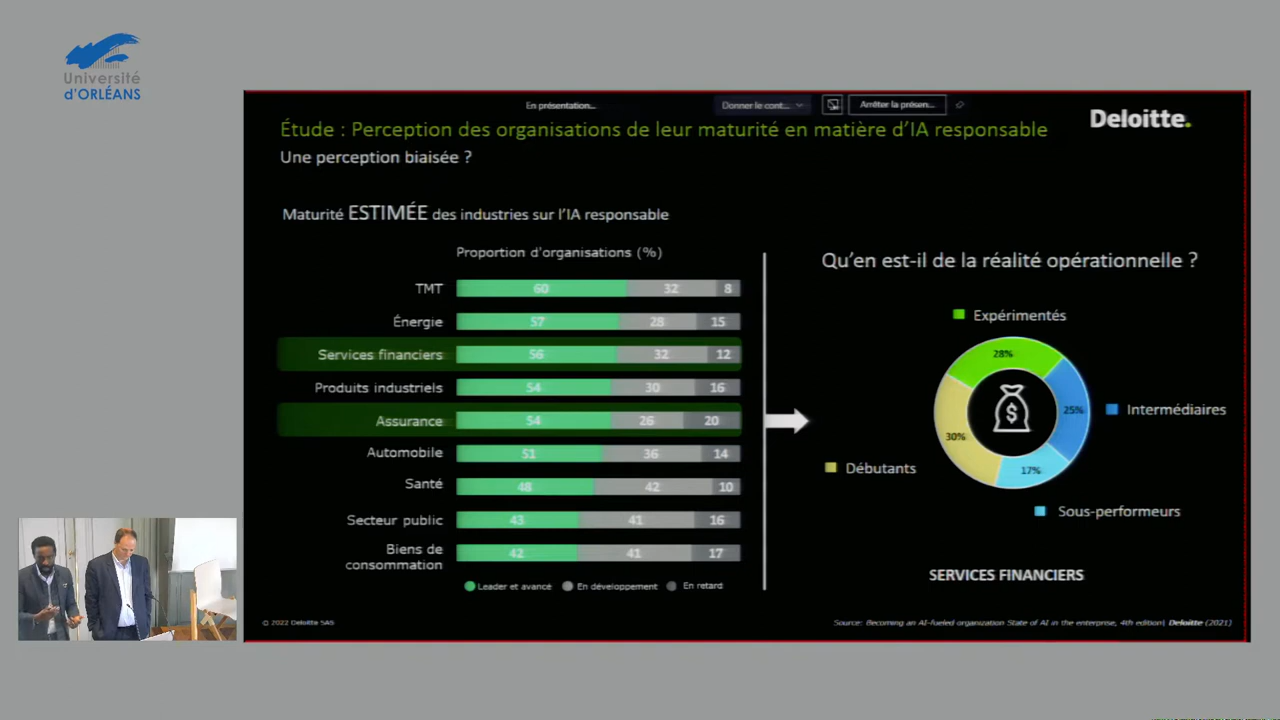 Université
d'ORLÉANS
En présentation...
Donner le cont...
Arrêter la présen...
Étude : Perception des organisations de leur maturité en matière d'IA responsable
Deloitte.
Une perception biaisée ?
Maturité ESTIMÉE des industries sur l'IA responsable
Proportion d'organisations (%)
Qu'en est-il de la réalité opérationnelle ?
TMT 60 32 8
Énergie 57 28 15
Services financiers 56 32 12
Produits industriels 54 30 16
Assurance 54 26 20
Automobile 51 36 14
Santé 48 42 10
Secteur public 43 41 16
Biens de
consommation 42 41 17
Leader et avancé En développement En retard
Expérimentés
28%
25%
Intermédiaires
30%
Débutants
17%
Sous-performeurs
SERVICES FINANCIERS
© 2022 Deloitte SAS
Source: Becoming an AI-fueled organization State of AI in the enterprise, 4th edition| Deloitte (2021)